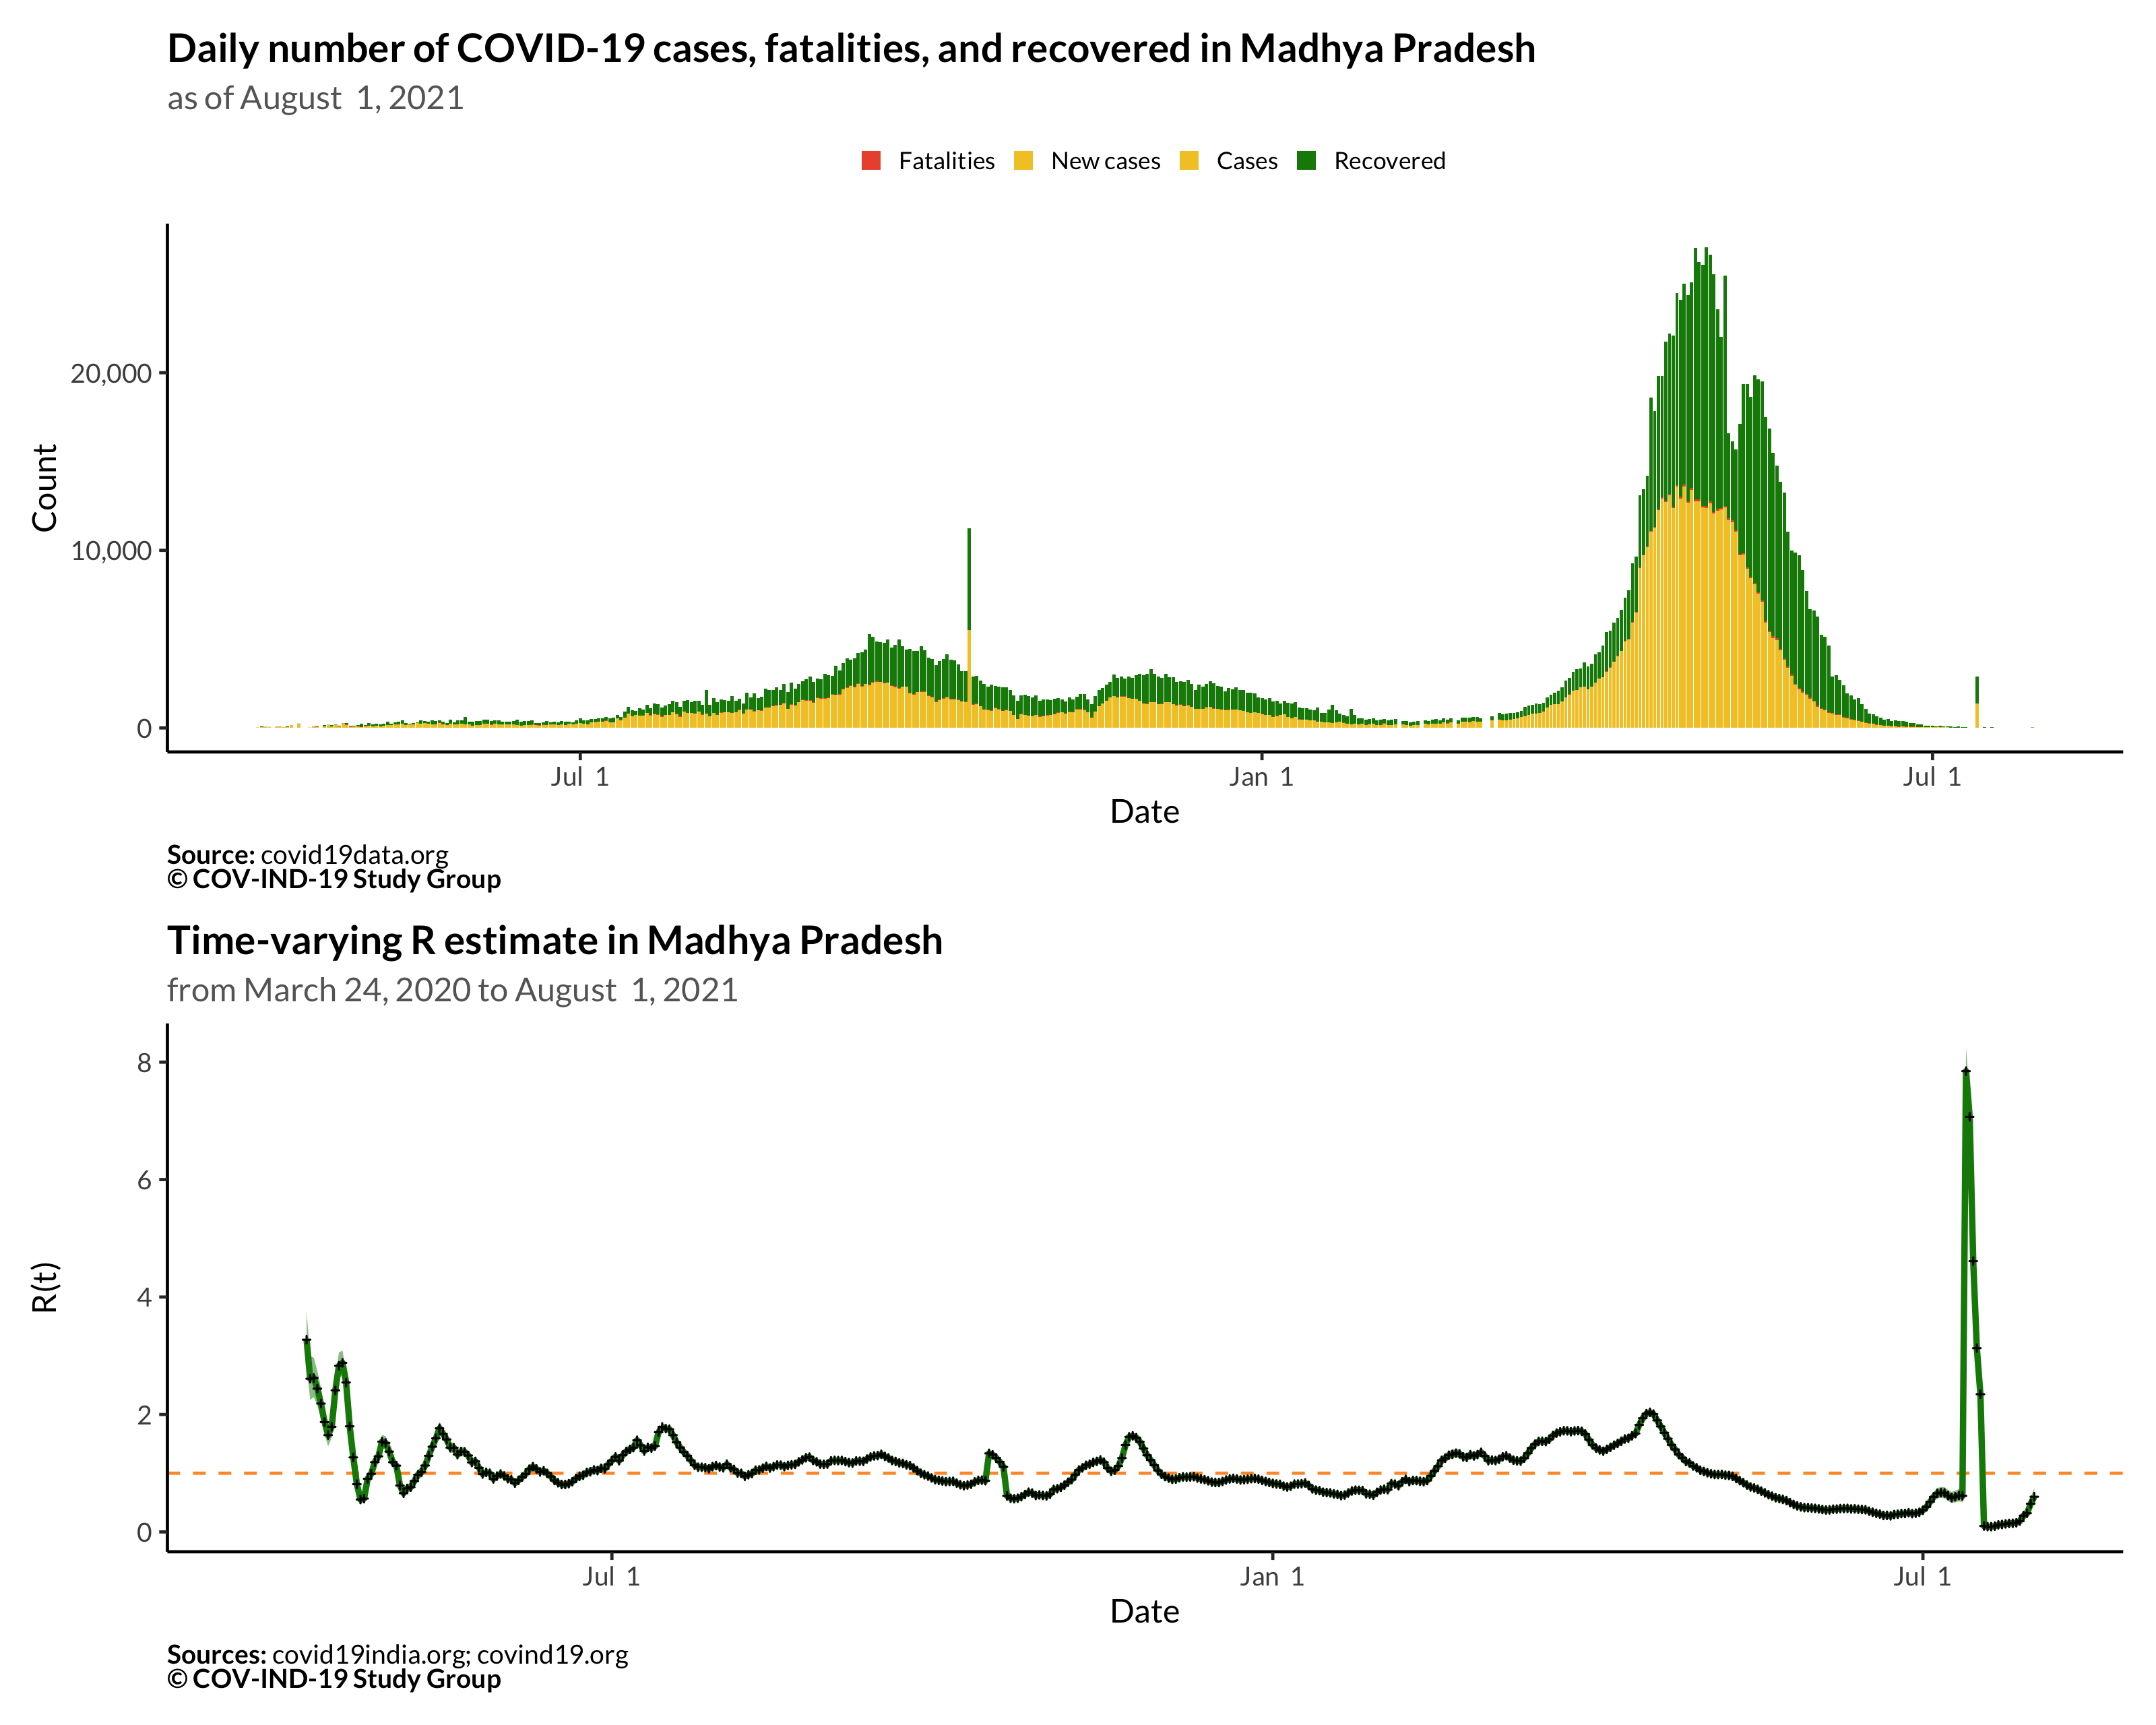 Daily number of COVID-19 cases, fatalities, and recovered in Madhya Pradesh
as of August  1, 2021
Fatalities New cases Cases Recovered
Count
20,000
10,000
0
Jul  1 Jan  1 Jul  1
Date
Source: covid19data.org
© COV-IND-19 Study Group
Time-varying R estimate in Madhya Pradesh
from March 24, 2020 to August  1, 2021
R(t)
8
6
4
2
0
Jul  1 Jan  1 Jul  1
Date
Sources: covid19india.org; covind19.org
© COV-IND-19 Study Group